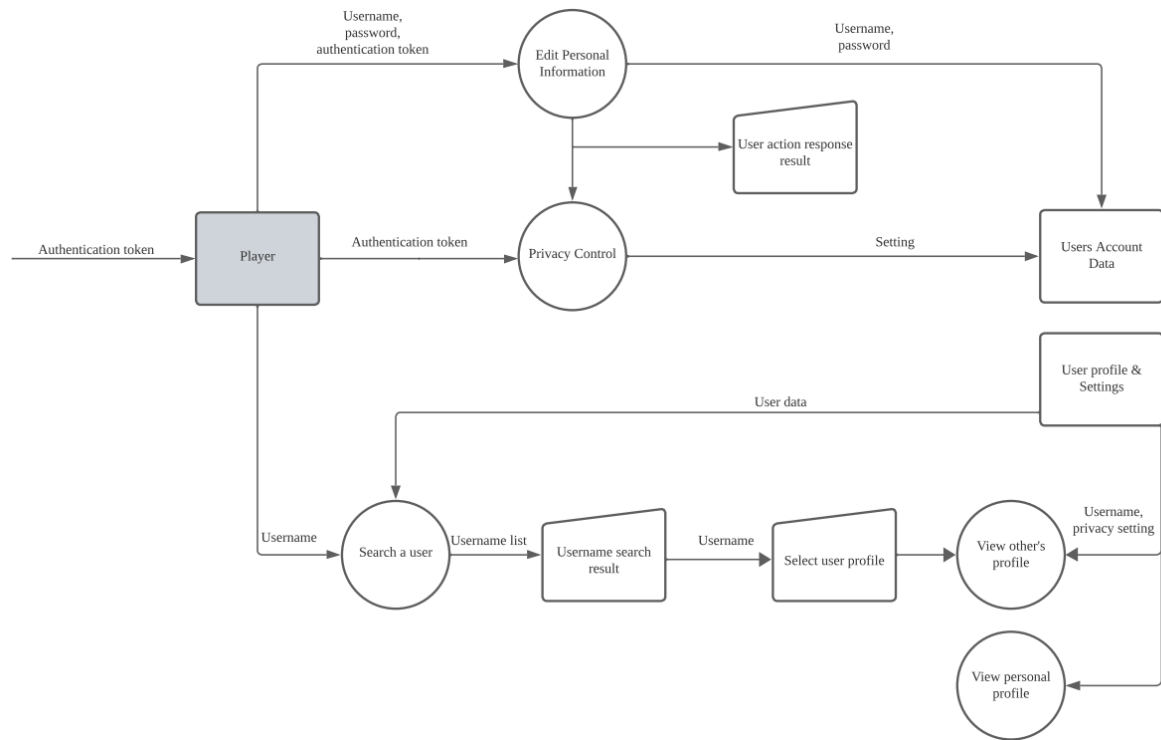 Username,
password,
authentication token
Edit Personal
Information
Username,
password
User action response
result
Authentication token
Player
Authentication token
Privacy Control
Setting
Users Account
Data
User profile &
Settings
User data
Username
Search a user
Username list
Username search
result
Username
Select user profile
View other's
profile
Username,
privacy setting
View personal
profile